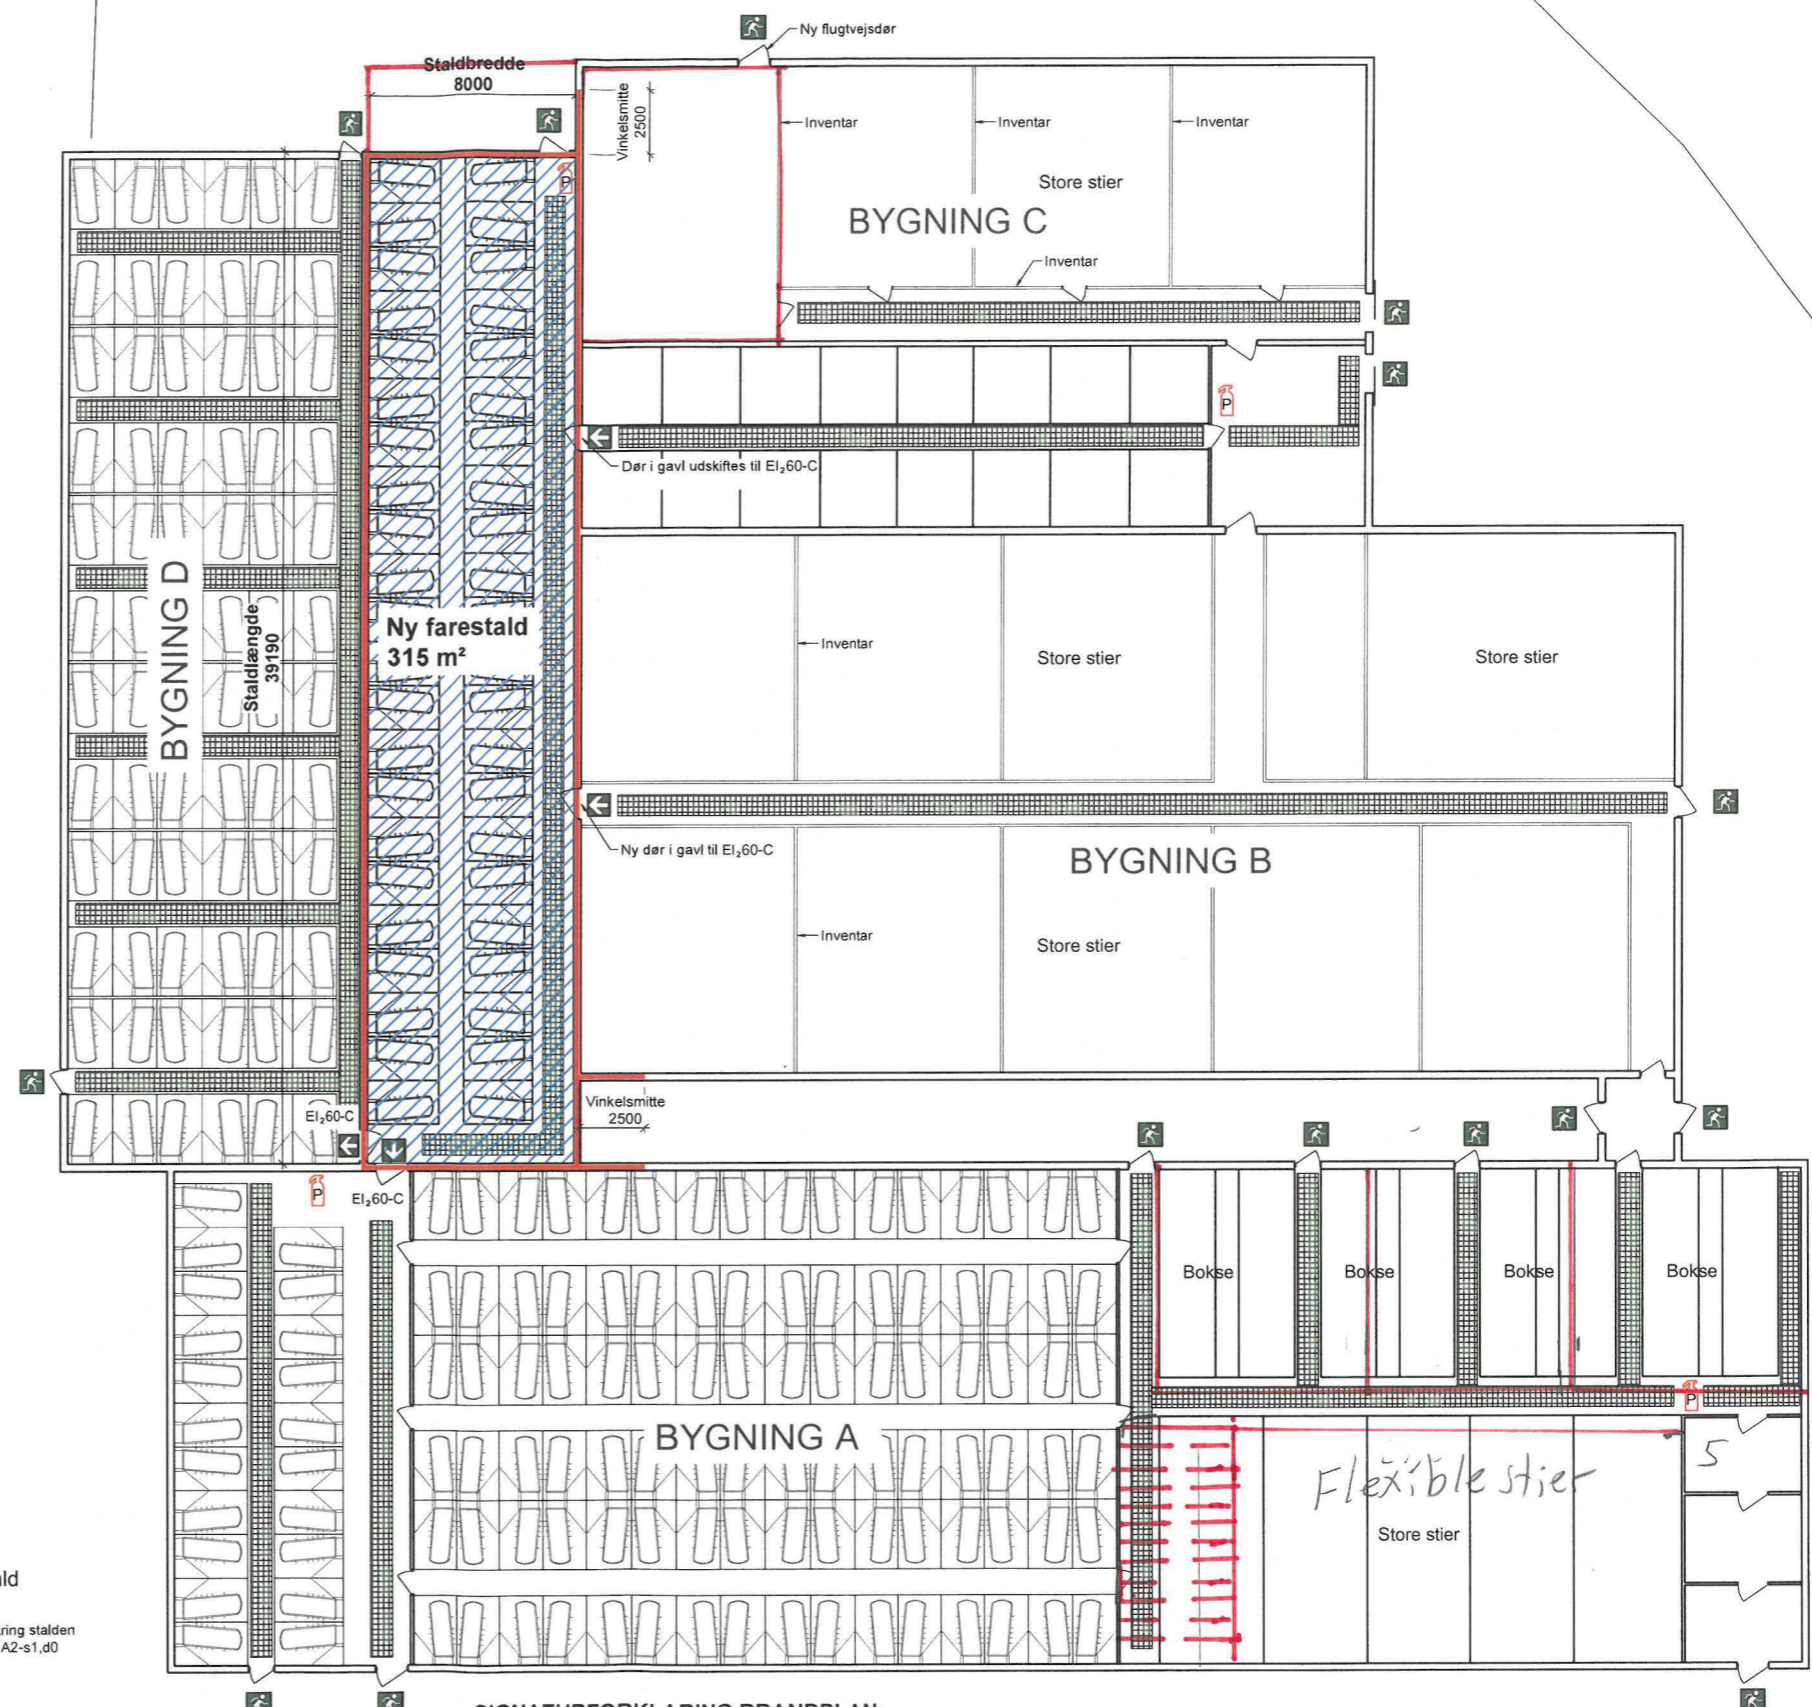 Ny flugtvejsdør
Staldbredde
8000
Vinkelsmitte
2500
Inventar
Inventar
Inventar
Store stier
BYGNING C
Inventar
P
P
Dør i gavl udskiftes til EI₂60-C
BYGNING D
Staldlængde
39190
Ny farestald
315 m²
Inventar
Store stier
Store stier
Ny dør i gavl til EI₂60-C
BYGNING B
Inventar
Store stier
Vinkelsmitte
2500
EI₂60-C
P
EI₂60-C
Bokse
Bokse
Bokse
Bokse
P
BYGNING A
Flexible stier
5
Store stier
ld
ring stalden
A2-s1,d0
SIGNATURFORKLARING BRANDPLAN